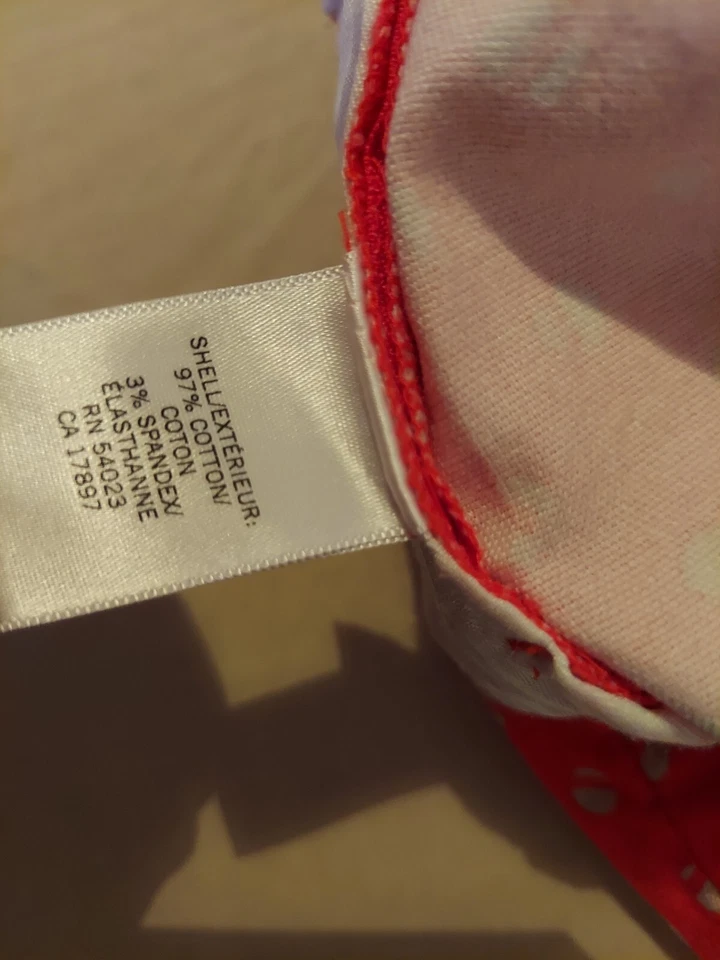 SHELL/EXTÉRIEUR:
97% COTTON/
COTON
3% SPANDEX/
ÉLASTHANNE
RN 54023
CA 17897